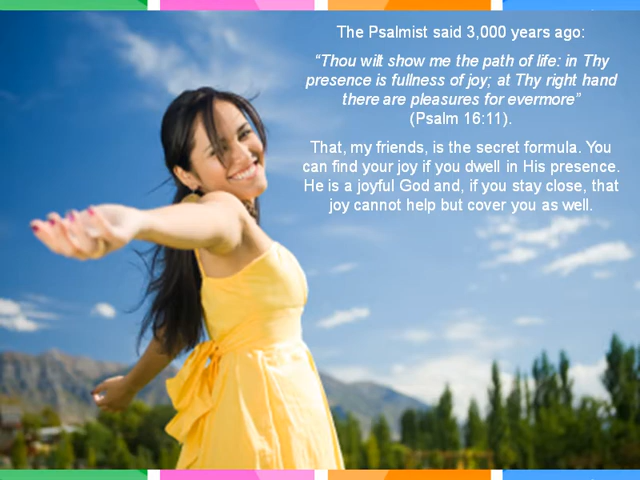 The Psalmist said 3,000 years ago:
“Thou wilt show me the path of life: in Thy
presence is fullness of joy; at Thy right hand
there are pleasures for evermore”
(Psalm 16:11).
That, my friends, is the secret formula. You
can find your joy if you dwell in His presence.
He is a joyful God and, if you stay close, that
joy cannot help but cover you as well.